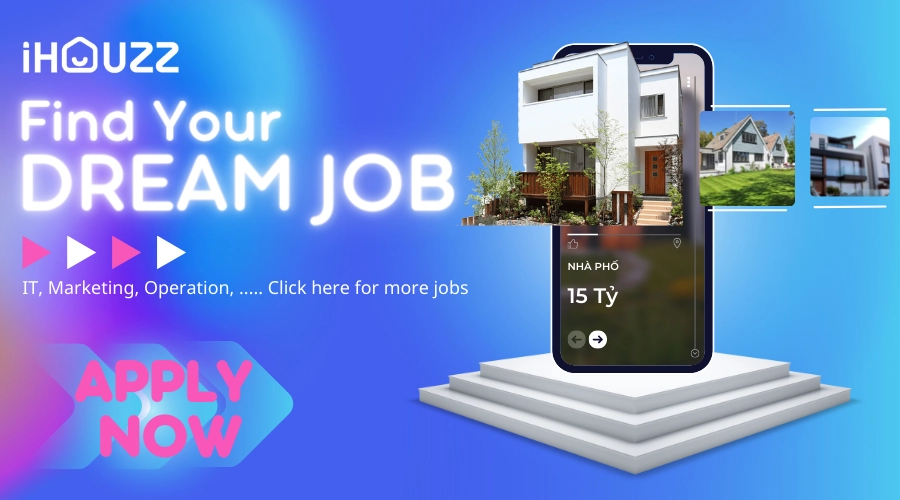 iHOUZZ
Find Your
DREAM JOB
IT, Marketing, Operation, ..... Click here for more jobs
APPLY
NOW
NHÀ PHỐ
15 Tỷ